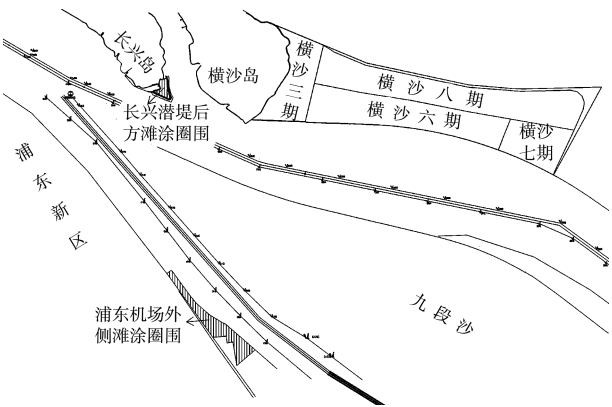 长兴岛
横沙岛
横沙三期
横沙八期
横沙六期
横沙
七期
长兴潜堤后
方滩涂圈围
浦东新区
浦东机场外
侧滩涂圈围
九段沙